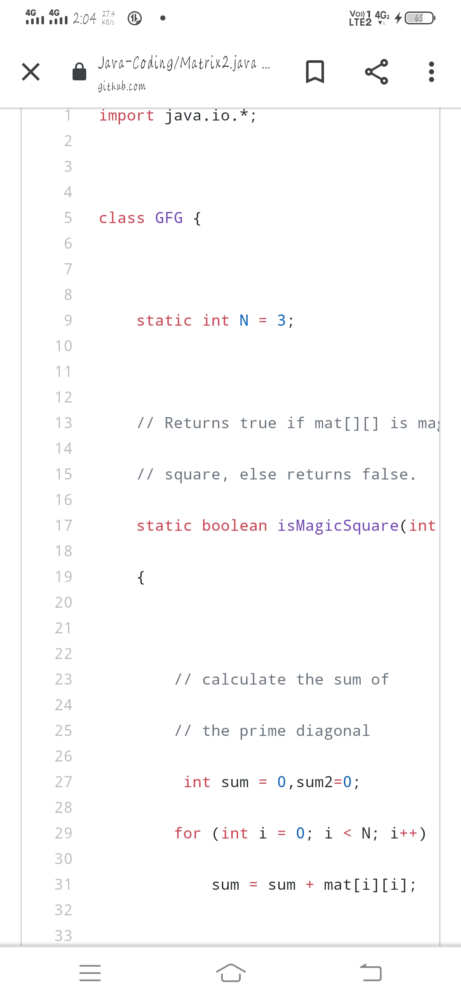 4G 4G 2:04 27.4 KB/s Vo)) 1 LTE2 4G2 65
Java-Coding/Matrix2.java ...
github.com
1 import java.io.*;
2
3
4
5 class GFG {
6
7
8
9 static int N = 3;
10
11
12
13 // Returns true if mat[][] is mag
14
15 // square, else returns false.
16
17 static boolean isMagicSquare(int
18
19 {
20
21
22
23 // calculate the sum of
24
25 // the prime diagonal
26
27 int sum = 0,sum2=0;
28
29 for (int i = 0; i < N; i++)
30
31 sum = sum + mat[i][i];
32
33